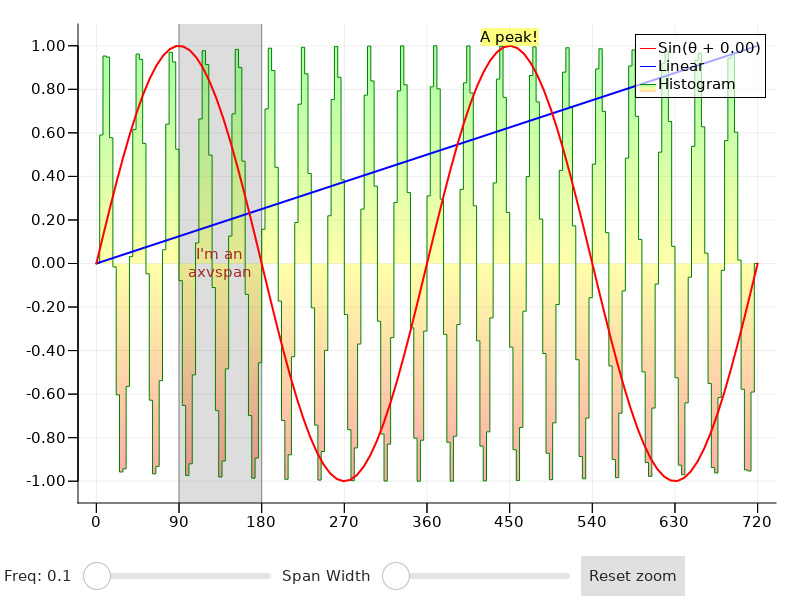 A peak!
Sin(θ + 0.00)
Linear
Histogram
1.00
0.80
0.60
0.40
0.20
0.00
-0.20
-0.40
-0.60
-0.80
-1.00
I'm an
axvspan
0 90 180 270 360 450 540 630 720
Freq: 0.1 Span Width Reset zoom